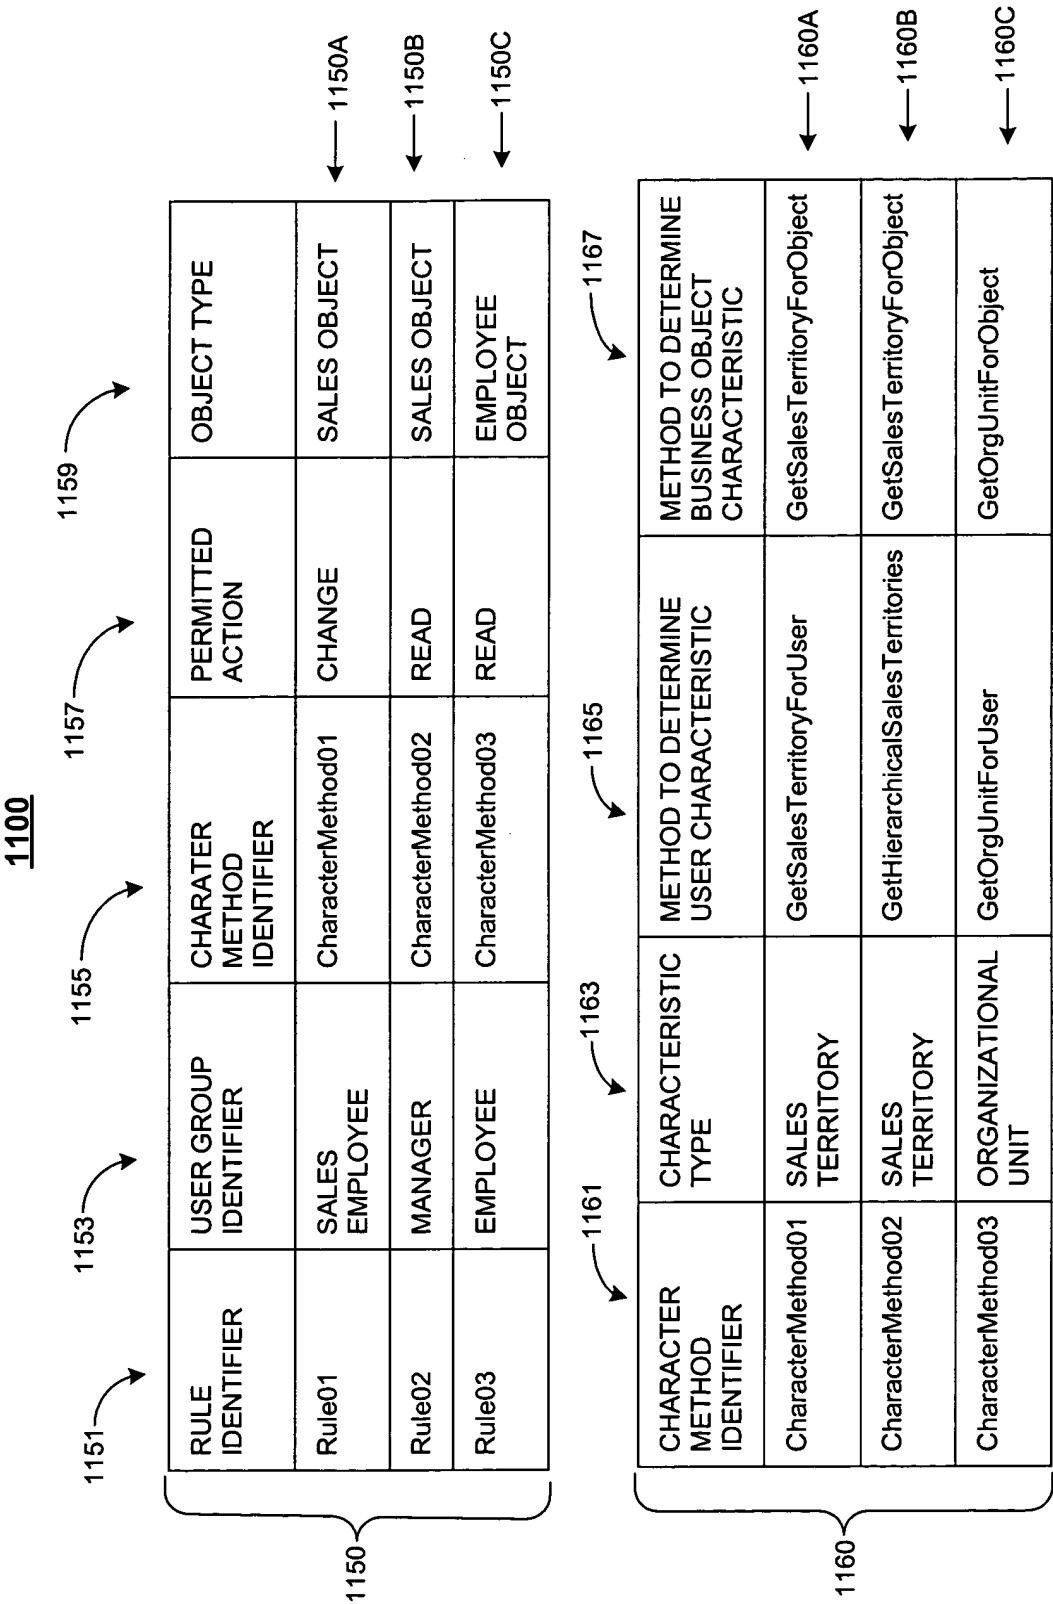 1100
1151
1153
1155
1157
1159
RULE
IDENTIFIER
USER GROUP
IDENTIFIER
CHARATER
METHOD
IDENTIFIER
PERMITTED
ACTION
OBJECT TYPE
Rule01
SALES
EMPLOYEE
CharacterMethod01
CHANGE
SALES OBJECT
1150A
Rule02
MANAGER
CharacterMethod02
READ
SALES OBJECT
1150B
Rule03
EMPLOYEE
CharacterMethod03
READ
EMPLOYEE
OBJECT
1150C
1150
1161
1163
1165
1167
CHARACTER
METHOD
IDENTIFIER
CHARACTERISTIC
TYPE
METHOD TO DETERMINE
USER CHARACTERISTIC
METHOD TO DETERMINE
BUSINESS OBJECT
CHARACTERISTIC
CharacterMethod01
SALES
TERRITORY
GetSalesTerritoryForUser
GetSalesTerritoryForObject
1160A
CharacterMethod02
SALES
TERRITORY
GetHierarchicalSalesTerritories
GetSalesTerritoryForObject
1160B
CharacterMethod03
ORGANIZATIONAL
UNIT
GetOrgUnitForUser
GetOrgUnitForObject
1160C
1160